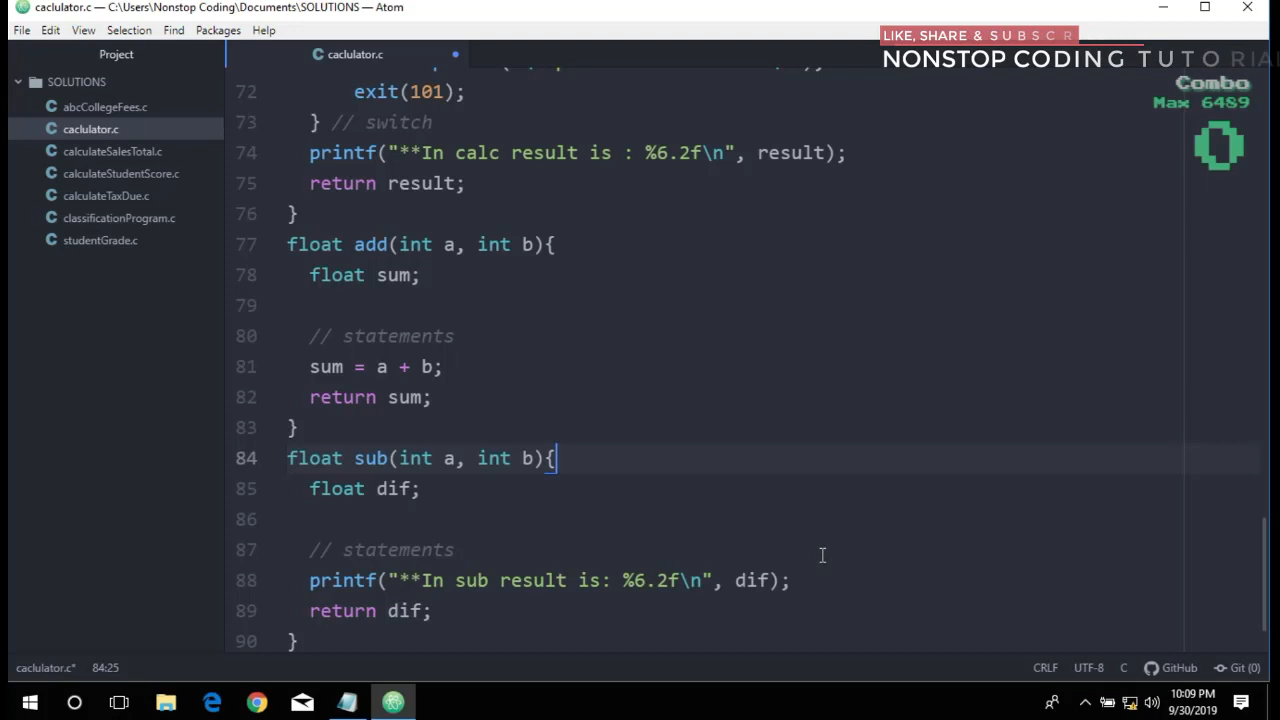 caclulator.c — C:\Users\Nonstop Coding\Documents\SOLUTIONS — Atom
File Edit View Selection Find Packages Help
LIKE, SHARE & SUBSCR
NONSTOP CODING TUTORIAL
Project
caclulator.c
SOLUTIONS
abcCollegeFees.c
caclulator.c
calculateSalesTotal.c
calculateStudentScore.c
calculateTaxDue.c
classificationProgram.c
studentGrade.c
Combo
Max 6489
0
72 exit(101);
73 } // switch
74 printf("**In calc result is : %6.2f\n", result);
75 return result;
76 }
77 float add(int a, int b){
78 float sum;
79
80 // statements
81 sum = a + b;
82 return sum;
83 }
84 float sub(int a, int b){
85 float dif;
86
87 // statements
88 printf("**In sub result is: %6.2f\n", dif);
89 return dif;
90 }
caclulator.c* 84:25 CRLF UTF-8 C GitHub Git (0)
10:09 PM
9/30/2019